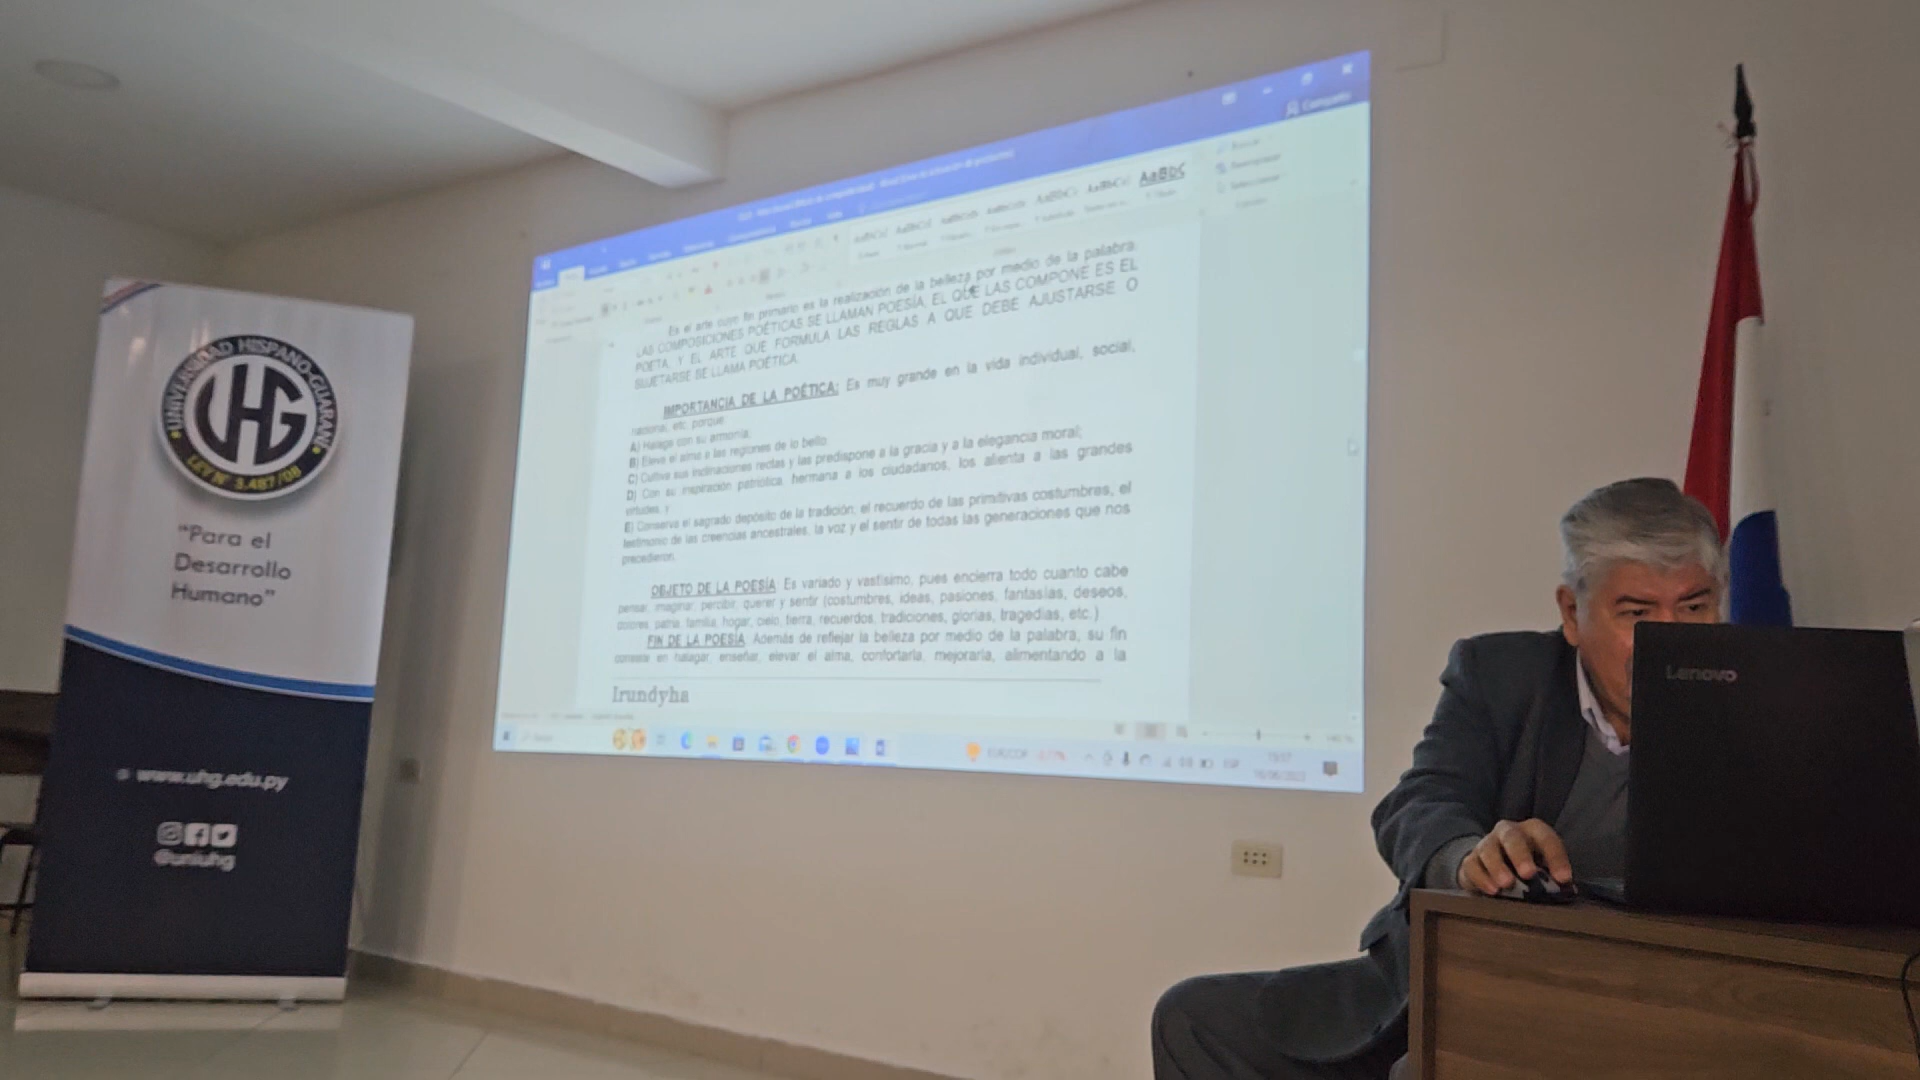 UNIVERSIDAD HISPANO-GUARANÍ
UHG
LEY N° 3.487/08
"Para el
Desarrollo
Humano"
www.uhg.edu.py
@uniuhg
Compartir
AaBbC
Es el arte cuyo fin primario es la realización de la belleza por medio de la palabra.
LAS COMPOSICIONES POÉTICAS SE LLAMAN POESÍA, EL QUE LAS COMPONE ES EL
POETA, Y EL ARTE QUE FORMULA LAS REGLAS A QUE DEBE AJUSTARSE O
SUJETARSE SE LLAMA POÉTICA.
IMPORTANCIA DE LA POÉTICA: Es muy grande en la vida individual, social,
nacional, etc. porque:
A) Halaga con su armonía;
B) Eleva el alma a las regiones de lo bello;
C) Cultiva sus inclinaciones rectas y las predispone a la gracia y a la elegancia moral;
D) Con su inspiración patriótica, hermana a los ciudadanos, los alienta a las grandes
virtudes, y
E) Conserva el sagrado depósito de la tradición, el recuerdo de las primitivas costumbres, el
testimonio de las creencias ancestrales, la voz y el sentir de todas las generaciones que nos
precedieron.
OBJETO DE LA POESÍA: Es variado y vastísimo, pues encierra todo cuanto cabe
pensar, imaginar, percibir, querer y sentir (costumbres, ideas, pasiones, fantasías, deseos,
dolores, patria, familia, hogar, cielo, tierra, recuerdos, tradiciones, glorias, tragedias, etc.)
FIN DE LA POESÍA: Además de reflejar la belleza por medio de la palabra, su fin
consiste en halagar, enseñar, elevar el alma, confortarla, mejorarla, alimentando a la
Irundyha
Lenovo